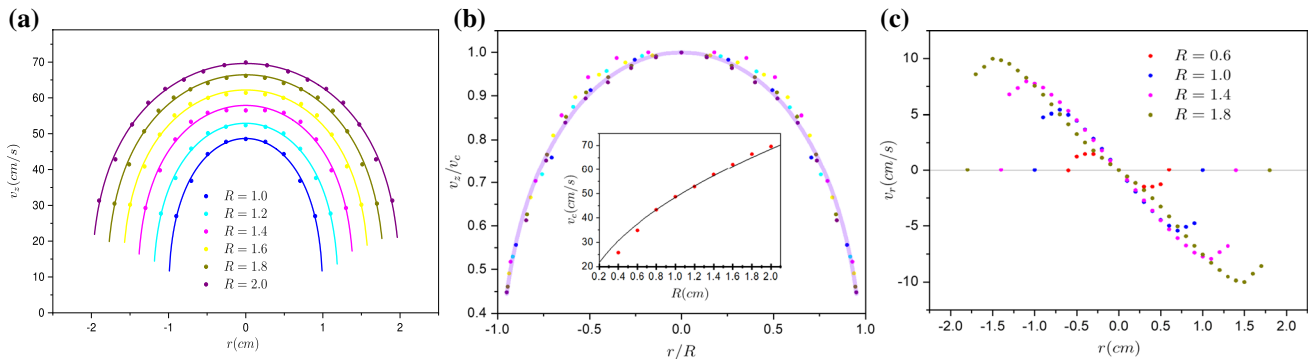 (a)
80
70
60
50
40
30
20
10
0
v_z(cm/s)
-2
-1
0
1
2
r(cm)
R = 1.0
R = 1.2
R = 1.4
R = 1.6
R = 1.8
R = 2.0
(b)
1.0
0.9
0.8
0.7
0.6
0.5
0.4
v_z/v_c
-1.0
-0.5
0.0
0.5
1.0
r/R
70
60
50
40
30
20
v_c(cm/s)
0.2 0.4 0.6 0.8 1.0 1.2 1.4 1.6 1.8 2.0
R(cm)
(c)
10
5
0
-5
-10
v_r(cm/s)
-2.0 -1.5 -1.0 -0.5 0.0 0.5 1.0 1.5 2.0
r(cm)
R = 0.6
R = 1.0
R = 1.4
R = 1.8